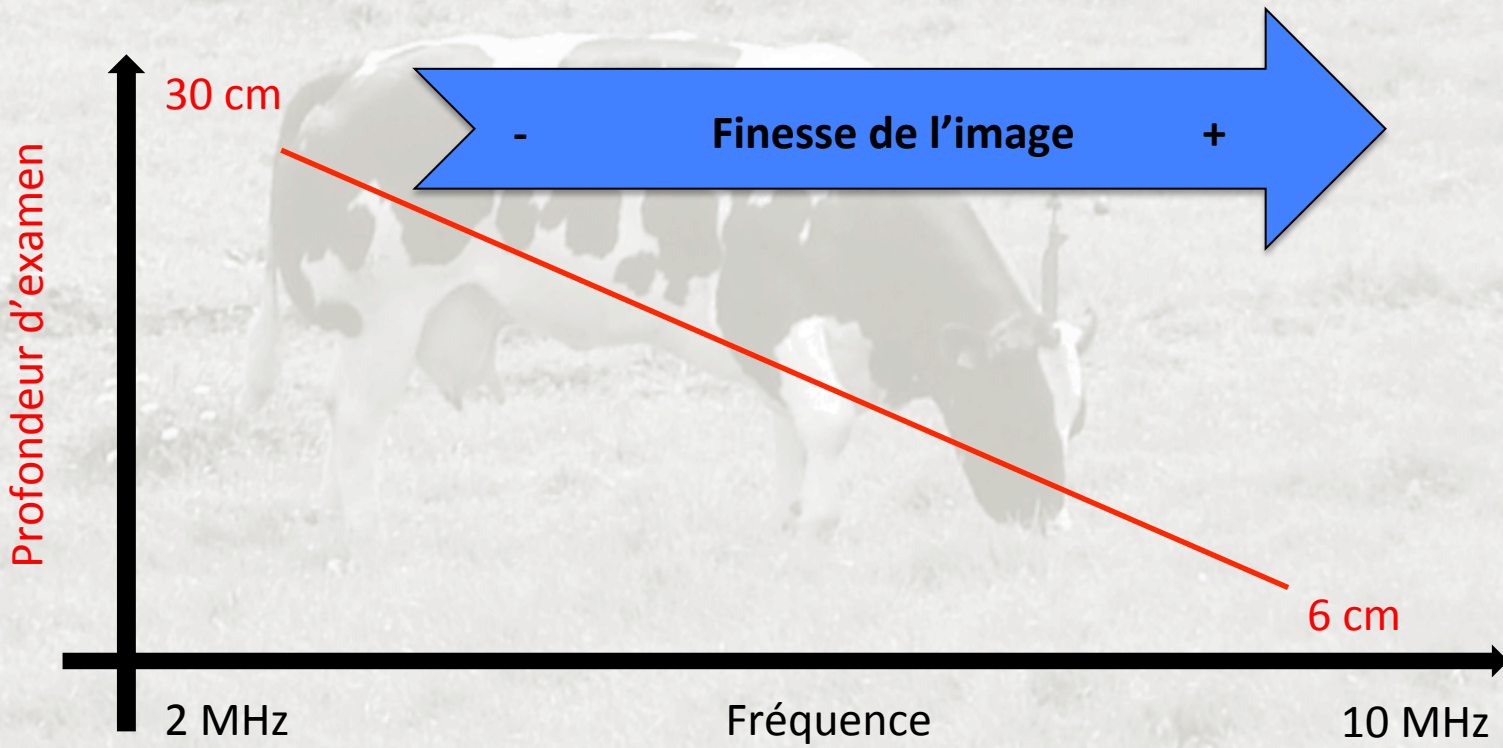 30 cm
- Finesse de l’image +
Profondeur d’examen
6 cm
2 MHz Fréquence 10 MHz